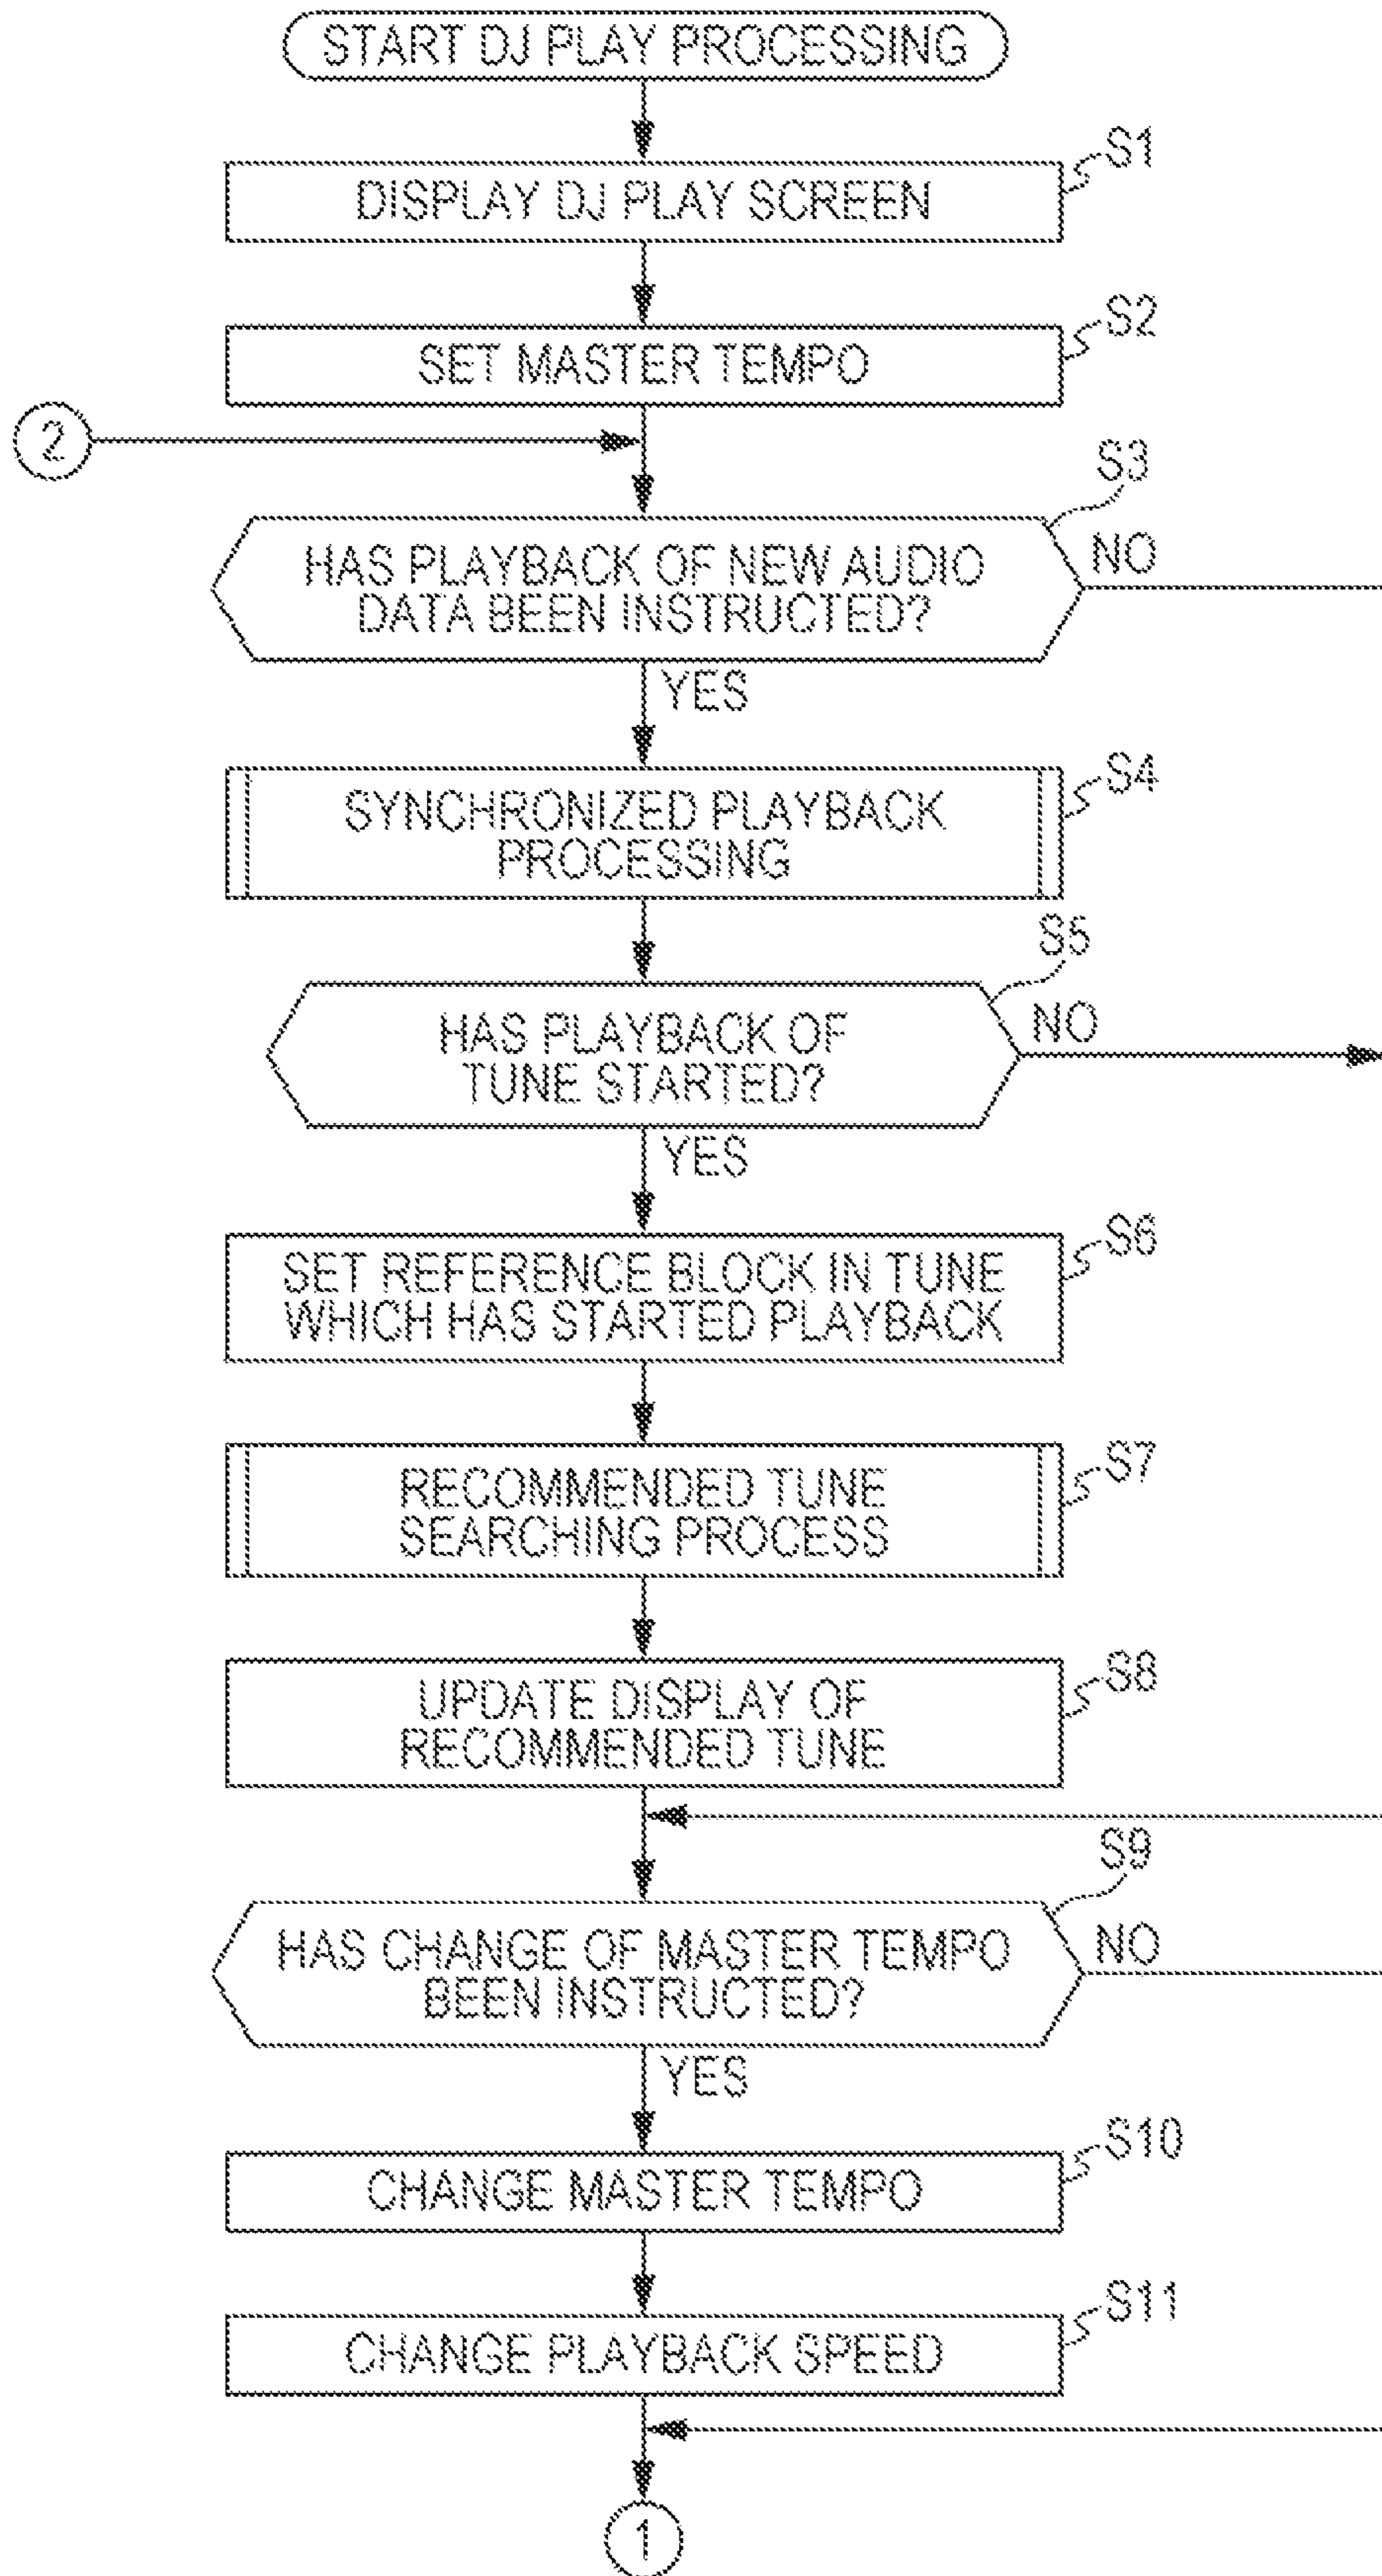 START DJ PLAY PROCESSING
S1
DISPLAY DJ PLAY SCREEN
S2
SET MASTER TEMPO
2
S3
HAS PLAYBACK OF NEW AUDIO
DATA BEEN INSTRUCTED?
NO
YES
S4
SYNCHRONIZED PLAYBACK
PROCESSING
S5
HAS PLAYBACK OF
TUNE STARTED?
NO
YES
S6
SET REFERENCE BLOCK IN TUNE
WHICH HAS STARTED PLAYBACK
S7
RECOMMENDED TUNE
SEARCHING PROCESS
S8
UPDATE DISPLAY OF
RECOMMENDED TUNE
S9
HAS CHANGE OF MASTER TEMPO
BEEN INSTRUCTED?
NO
YES
S10
CHANGE MASTER TEMPO
S11
CHANGE PLAYBACK SPEED
1